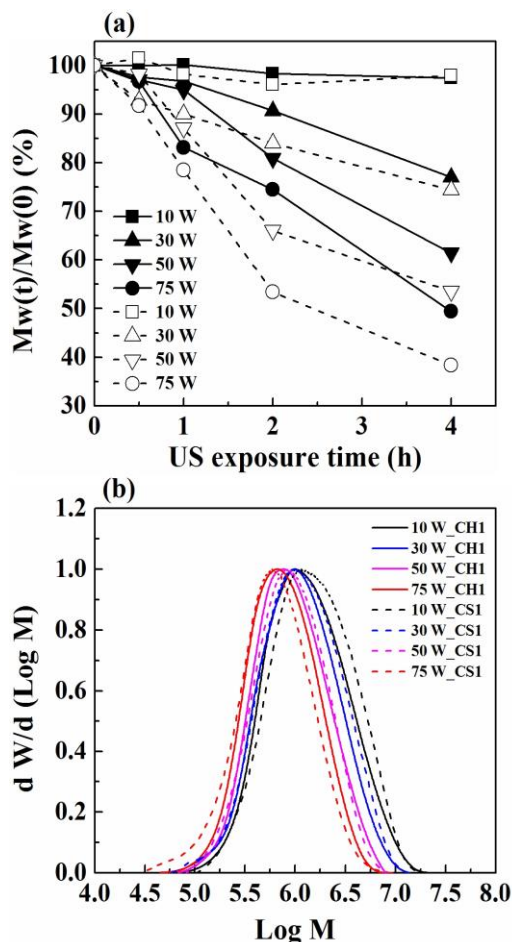 (a)
Mw(t)/Mw(0) (%)
100
90
80
70
60
50
40
30
10 W
30 W
50 W
75 W
10 W
30 W
50 W
75 W
0 1 2 3 4
US exposure time (h)
(b)
d W/d (Log M)
1.2
1.0
0.8
0.6
0.4
0.2
0.0
10 W_CH1
30 W_CH1
50 W_CH1
75 W_CH1
10 W_CS1
30 W_CS1
50 W_CS1
75 W_CS1
4.0 4.5 5.0 5.5 6.0 6.5 7.0 7.5 8.0
Log M